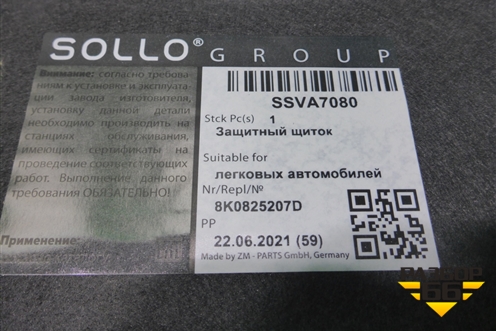 SOLLO® GROUP
Внимание: согласно требова-
ниям к установке и эксплуата-
ции завода изготовителя,
установку данной детали
необходимо производить на
станциях обслуживания,
имеющих сертификаты на
проведение соответствующих
работ. Выполнение данного
требования ОБЯЗАТЕЛЬНО!
Применение:
SSVA7080
Stck Pc(s) 1
Защитный щиток
Suitable for
легковых автомобилей
Nr/Repl/№
8K0825207D
PP
22.06.2021 (59)
Made by ZM - PARTS GmbH, Germany
РАЗБОР
66